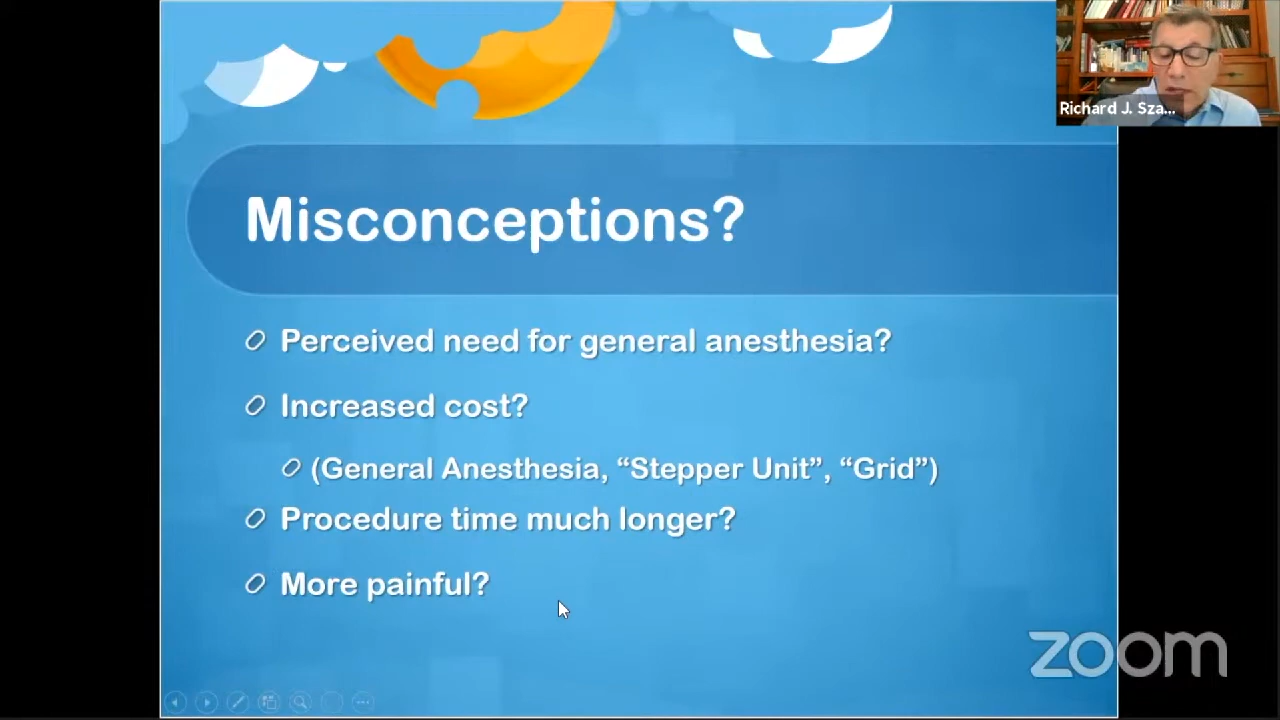 Richard J. Sza...
Misconceptions?
Perceived need for general anesthesia?
Increased cost?
(General Anesthesia, “Stepper Unit”, “Grid”)
Procedure time much longer?
More painful?
zoom